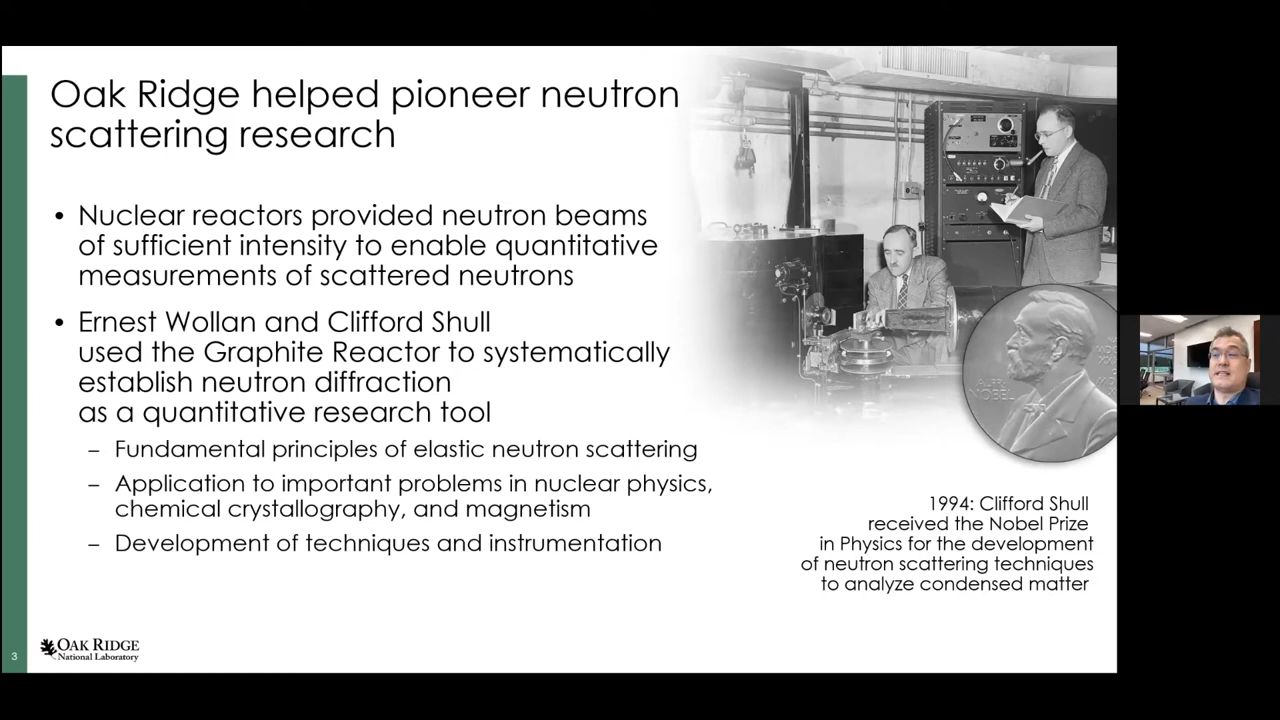 Oak Ridge helped pioneer neutron
scattering research
• Nuclear reactors provided neutron beams
of sufficient intensity to enable quantitative
measurements of scattered neutrons
• Ernest Wollan and Clifford Shull
used the Graphite Reactor to systematically
establish neutron diffraction
as a quantitative research tool
– Fundamental principles of elastic neutron scattering
– Application to important problems in nuclear physics,
chemical crystallography, and magnetism
– Development of techniques and instrumentation
NOBEL
1994: Clifford Shull
received the Nobel Prize
in Physics for the development
of neutron scattering techniques
to analyze condensed matter
3
OAK RIDGE
National Laboratory